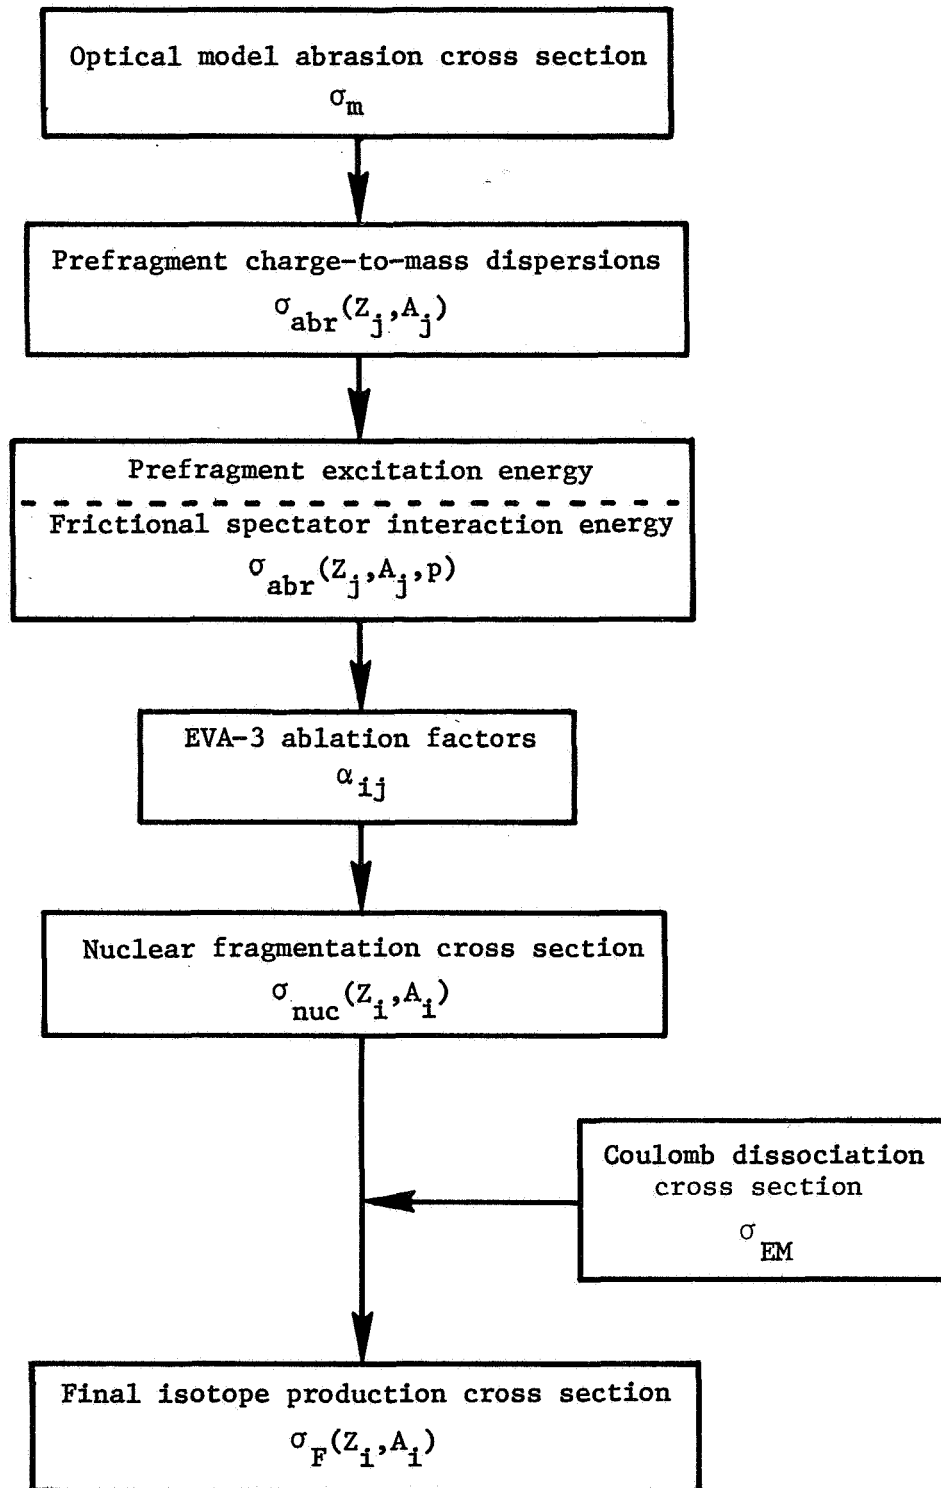 Optical model abrasion cross section
σm
Prefragment charge-to-mass dispersions
σabr(Zj,Aj)
Prefragment excitation energy
Frictional spectator interaction energy
σabr(Zj,Aj,p)
EVA-3 ablation factors
αij
Nuclear fragmentation cross section
σnuc(Zi,Ai)
Coulomb dissociation
cross section
σEM
Final isotope production cross section
σF(Zi,Ai)